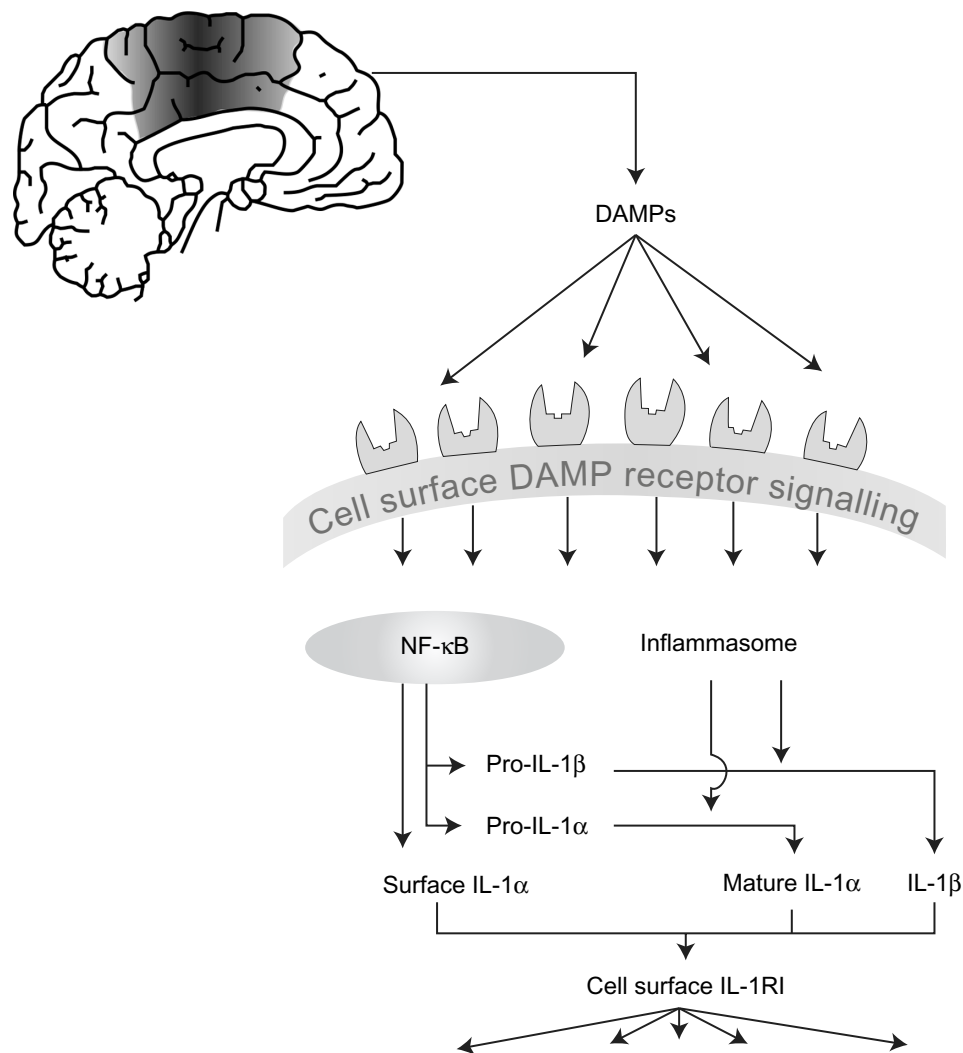 DAMPs
Cell surface DAMP receptor signalling
NF-κB
Inflammasome
Pro-IL-1β
Pro-IL-1α
Surface IL-1α
Mature IL-1α
IL-1β
Cell surface IL-1RI